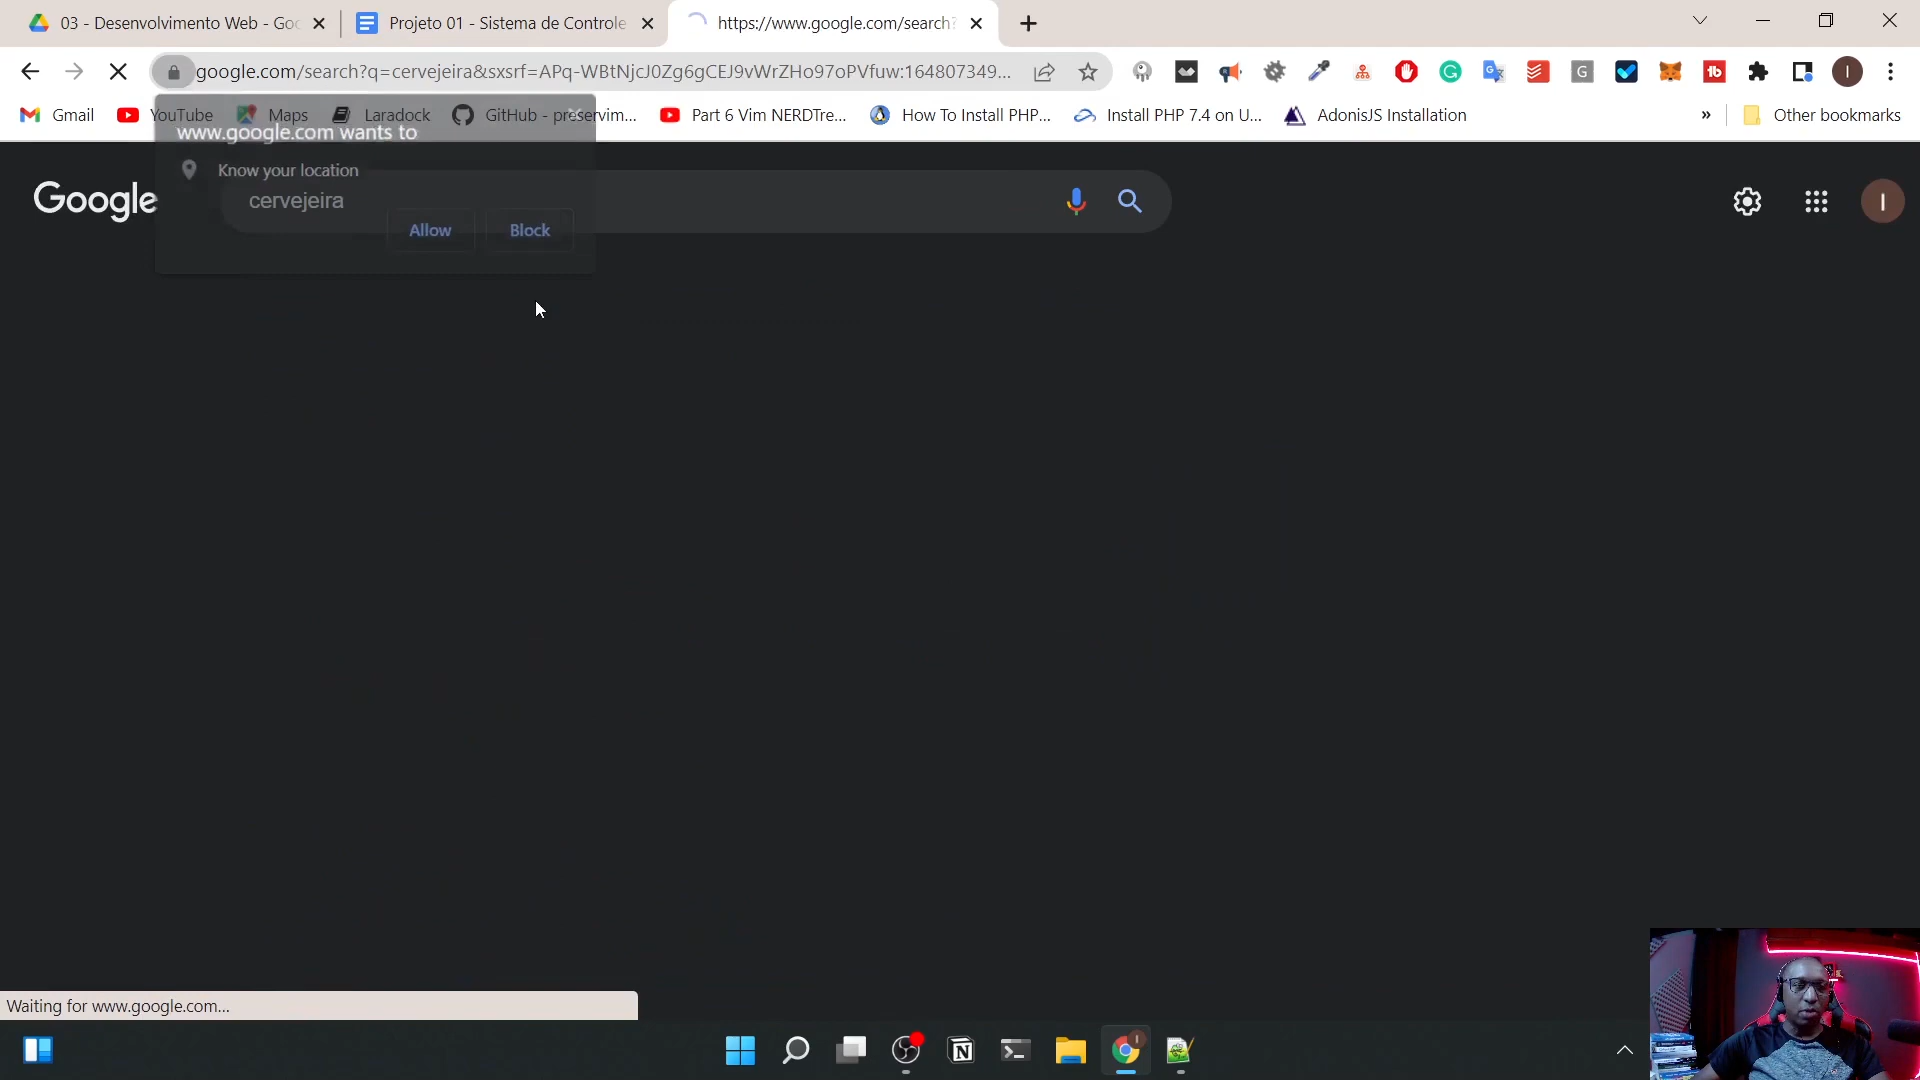 03 - Desenvolvimento Web - Goo
Projeto 01 - Sistema de Controle
https://www.google.com/search?
google.com/search?q=cervejeira&sxsrf=APq-WBtNjcJ0Zg6gCEJ9vWrZHo97oPVfuw:164807349...
Gmail
YouTube
Maps
Laradock
GitHub - preservim...
Part 6 Vim NERDTre...
How To Install PHP...
Install PHP 7.4 on U...
AdonisJS Installation
»
Other bookmarks
www.google.com wants to
Know your location
Allow
Block
Google
cervejeira
I
Waiting for www.google.com...